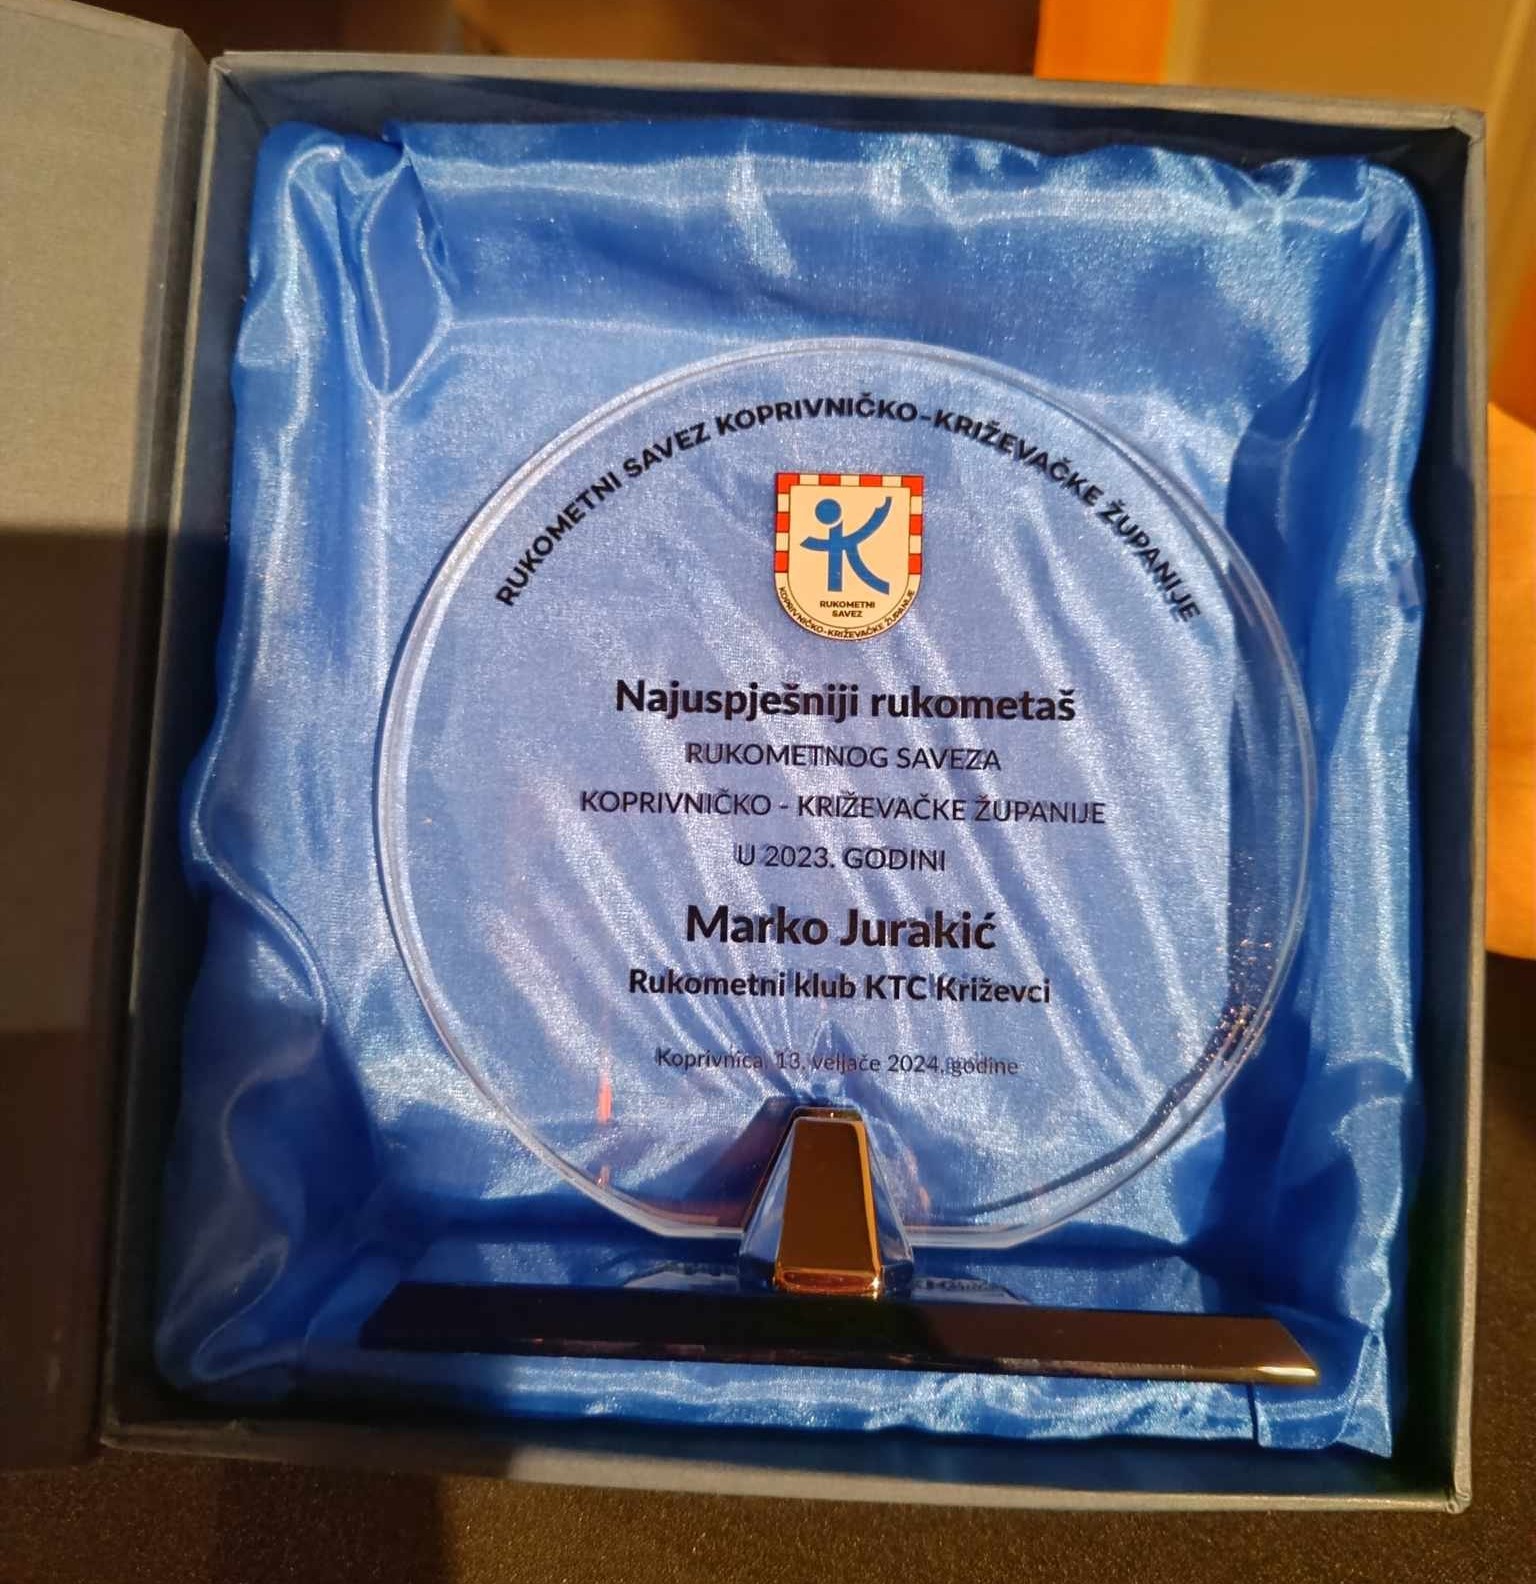 RUKOMETNI SAVEZ KOPRIVNIČKO-KRIŽEVAČKE ŽUPANIJE
RUKOMETNI
SAVEZ
KOPRIVNIČKO-KRIŽEVAČKE ŽUPANIJE
Najuspješniji rukometaš
RUKOMETNOG SAVEZA
KOPRIVNIČKO - KRIŽEVAČKE ŽUPANIJE
U 2023. GODINI
Marko Jurakić
Rukometni klub KTC Križevci
Koprivnica, 13. veljače 2024. godine